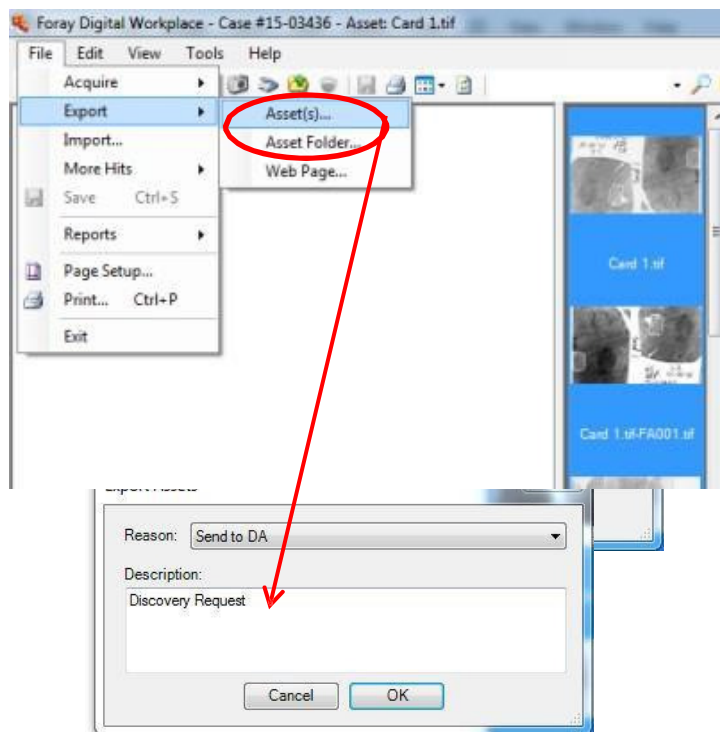 Foray Digital Workplace - Case #15-03436 - Asset: Card 1.tif
File Edit View Tools Help
Acquire
Export
Import...
More Hits
Save Ctrl+S
Reports
Page Setup...
Print... Ctrl+P
Exit
Asset(s)...
Asset Folder...
Web Page...
Card 1.tif
Card 1.tif-FA001.tif
Export Assets
Reason: Send to DA
Description:
Discovery Request
Cancel OK